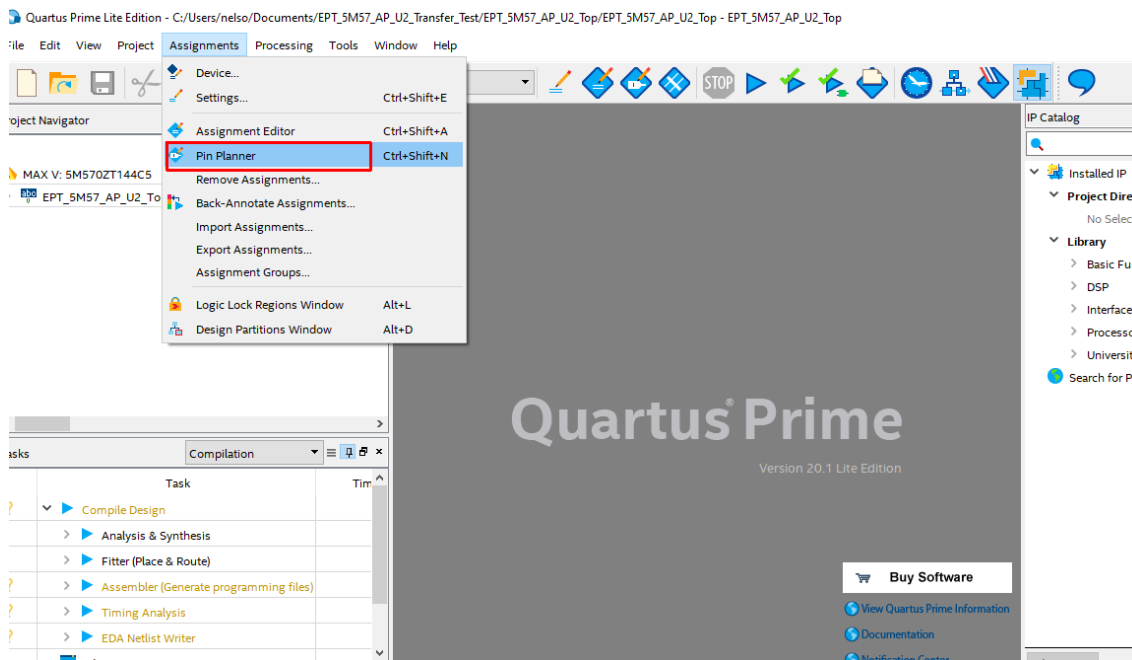 Quartus Prime Lite Edition - C:/Users/nelso/Documents/EPT_5M57_AP_U2_Transfer_Test/EPT_5M57_AP_U2_Top/EPT_5M57_AP_U2_Top - EPT_5M57_AP_U2_Top
File Edit View Project Assignments Processing Tools Window Help
STOP
Device...
Settings... Ctrl+Shift+E
Assignment Editor Ctrl+Shift+A
Pin Planner Ctrl+Shift+N
Remove Assignments...
Back-Annotate Assignments...
Import Assignments...
Export Assignments...
Assignment Groups...
Logic Lock Regions Window Alt+L
Design Partitions Window Alt+D
oject Navigator
MAX V: 5M570ZT144C5
abc EPT_5M57_AP_U2_To
IP Catalog
Installed IP
Project Dire
No Selec
Library
Basic Fu
DSP
Interface
Processo
Universit
Search for P
Quartus Prime
Version 20.1 Lite Edition
Buy Software
View Quartus Prime Information
Documentation
Notification Center
asks Compilation
Task Tim
Compile Design
Analysis & Synthesis
Fitter (Place & Route)
Assembler (Generate programming files)
Timing Analysis
EDA Netlist Writer